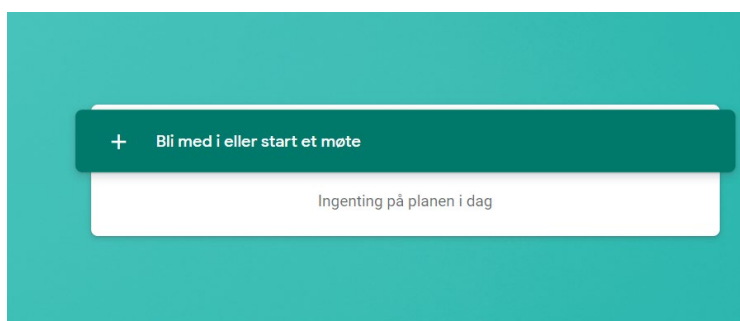 Bli med i eller start et møte
Ingenting på planen i dag